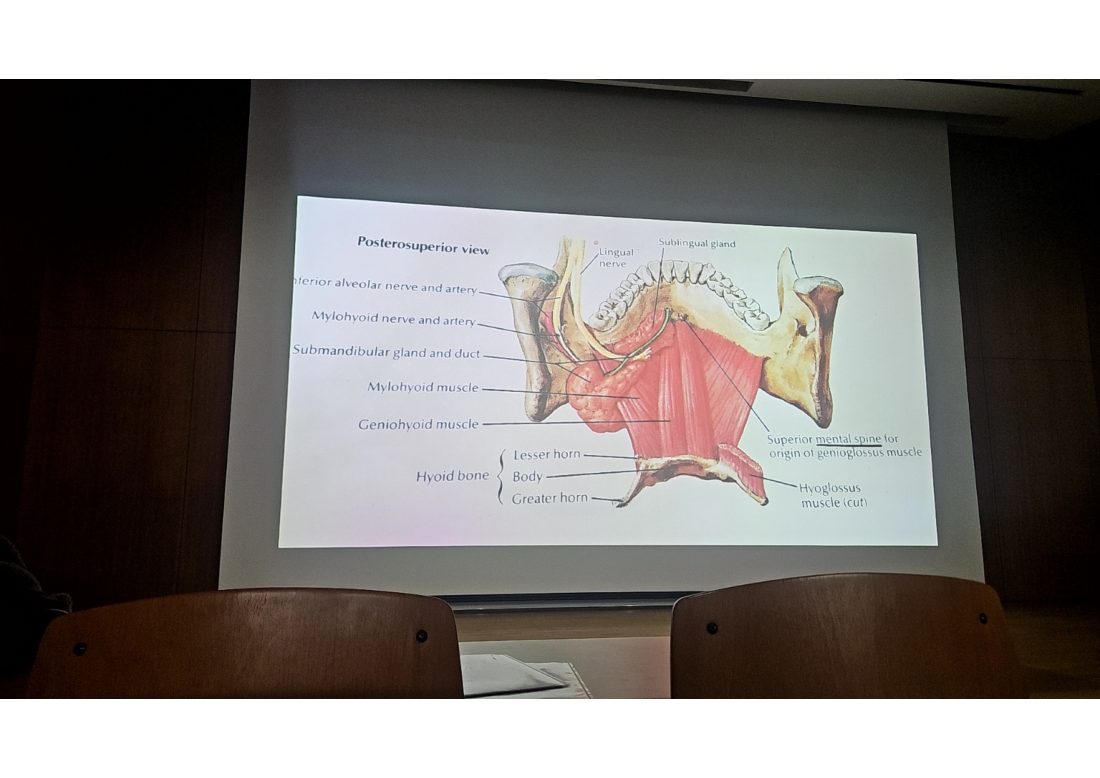 Posterosuperior view
Sublingual gland
Lingual
nerve
nterior alveolar nerve and artery
Mylohyoid nerve and artery
Submandibular gland and duct
Mylohyoid muscle
Geniohyoid muscle
Superior mental spine for
origin of genioglossus muscle
Lesser horn
Hyoid bone { Body
Greater horn
Hyoglossus
muscle (cut)